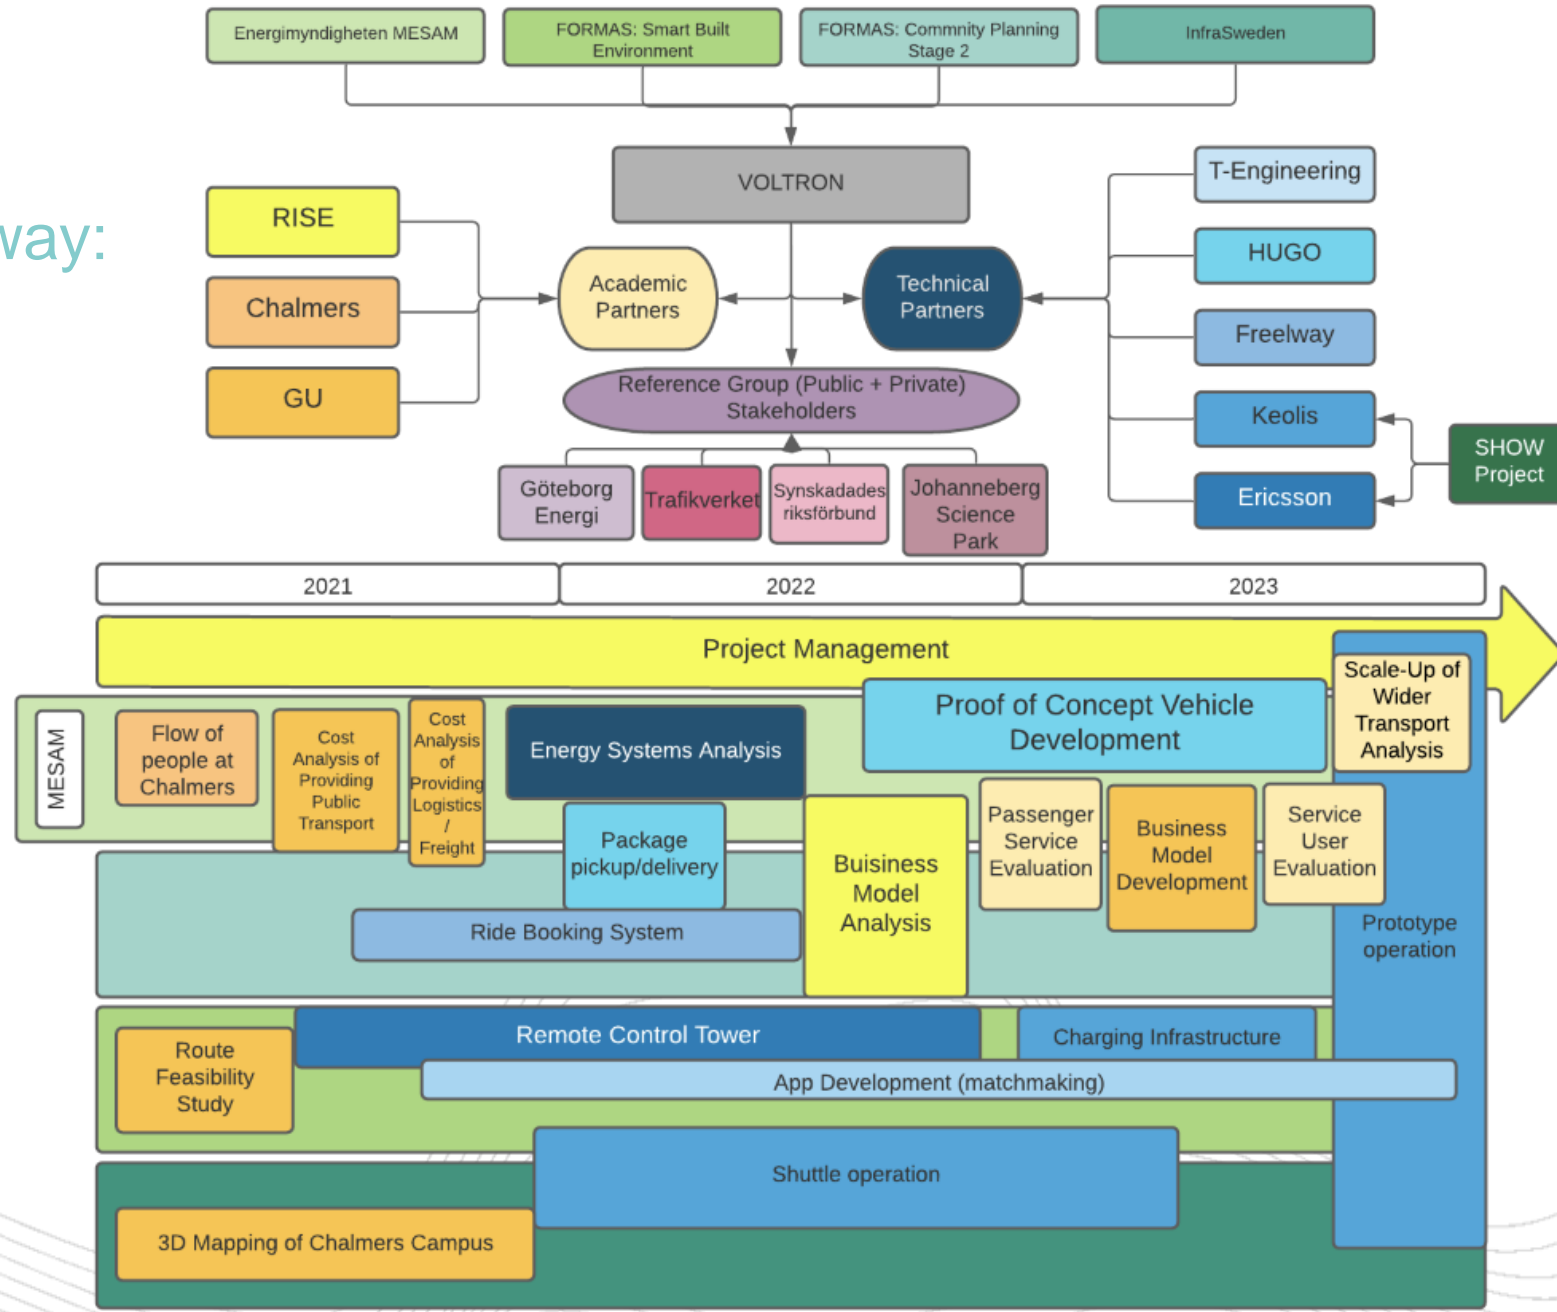 Energimyndigheten MESAM
FORMAS: Smart Built
Environment
FORMAS: Commnity Planning
Stage 2
InfraSweden
VOLTRON
way:
RISE
Chalmers
GU
Academic
Partners
Technical
Partners
T-Engineering
HUGO
Freelway
Keolis
Ericsson
SHOW
Project
Reference Group (Public + Private)
Stakeholders
Göteborg
Energi
Trafikverket
Synskadades
riksförbund
Johanneberg
Science
Park
2021
2022
2023
Project Management
MESAM
Flow of
people at
Chalmers
Cost
Analysis of
Providing
Public
Transport
Cost
Analysis
of
Providing
Logistics
/
Freight
Energy Systems Analysis
Proof of Concept Vehicle
Development
Scale-Up of
Wider
Transport
Analysis
Package
pickup/delivery
Buisiness
Model
Analysis
Passenger
Service
Evaluation
Business
Model
Development
Service
User
Evaluation
Ride Booking System
Prototype
operation
Route
Feasibility
Study
Remote Control Tower
Charging Infrastructure
App Development (matchmaking)
Shuttle operation
3D Mapping of Chalmers Campus